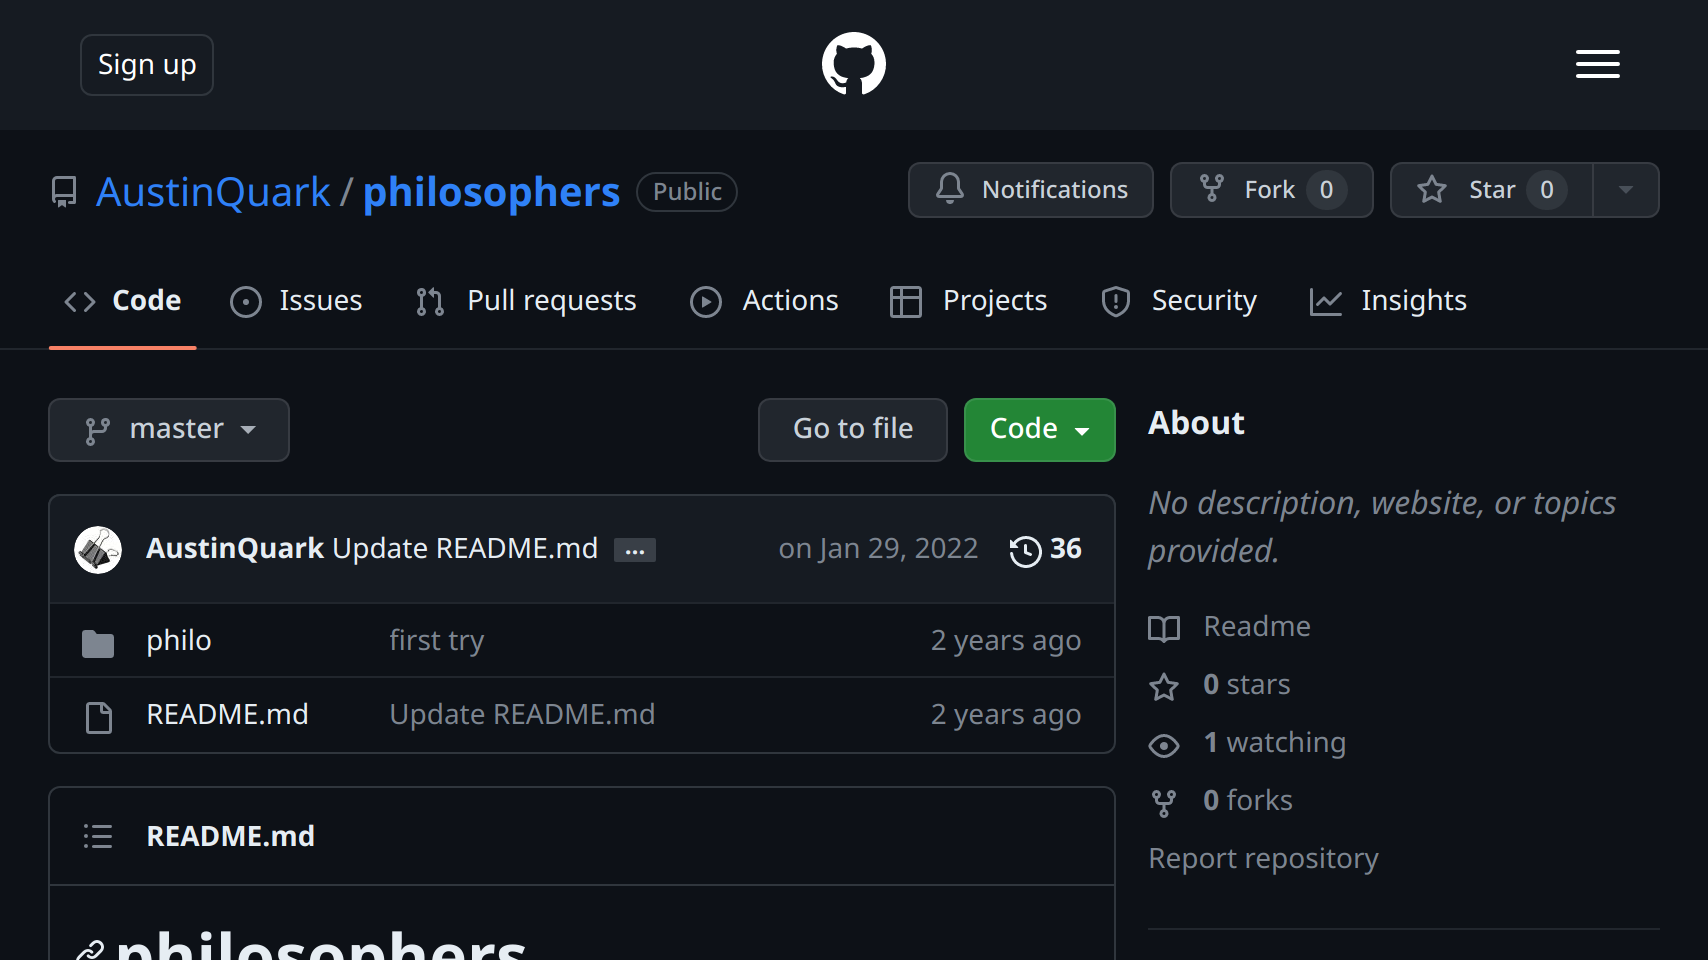 Sign up
AustinQuark / philosophers Public
Notifications
Fork 0
Star 0
Code
Issues
Pull requests
Actions
Projects
Security
Insights
master
Go to file
Code
AustinQuark Update README.md ... on Jan 29, 2022 36
philo first try 2 years ago
README.md Update README.md 2 years ago
README.md
philosophers
About
No description, website, or topics
provided.
Readme
0 stars
1 watching
0 forks
Report repository